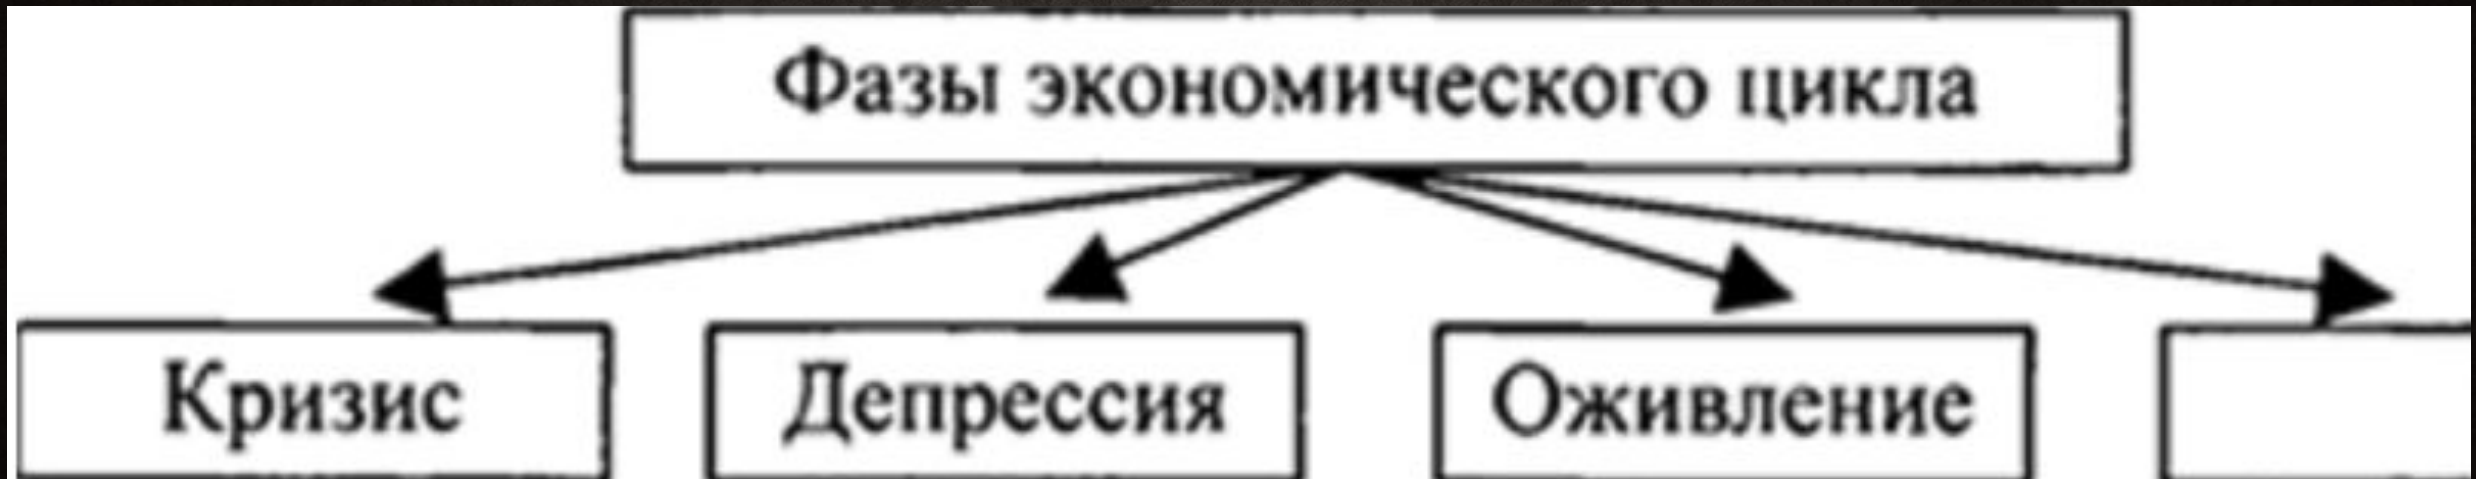 Фазы экономического цикла
Кризис
Депрессия
Оживление